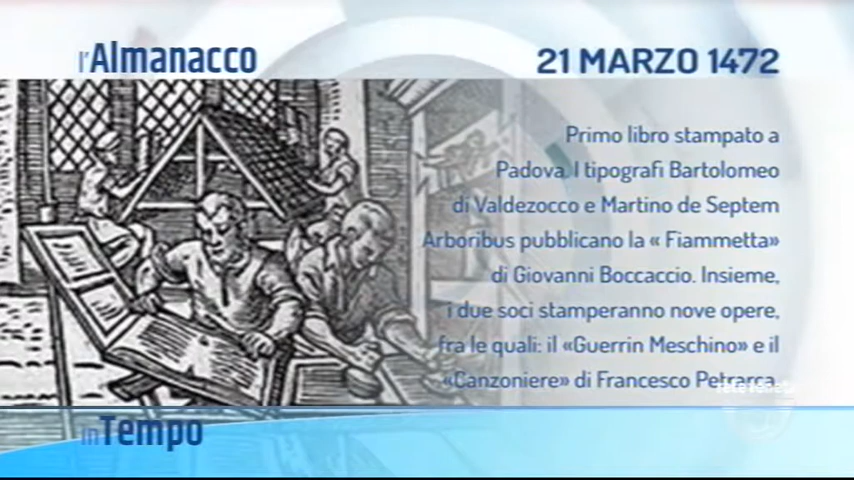 l'Almanacco
21 MARZO 1472
Primo libro stampato a
Padova. I tipografi Bartolomeo
di Valdezocco e Martino de Septem
Arboribus pubblicano la « Fiammetta»
di Giovanni Boccaccio. Insieme,
i due soci stamperanno nove opere,
fra le quali: il «Guerrin Meschino» e il
«Canzoniere» di Francesco Petrarca.
inTempo